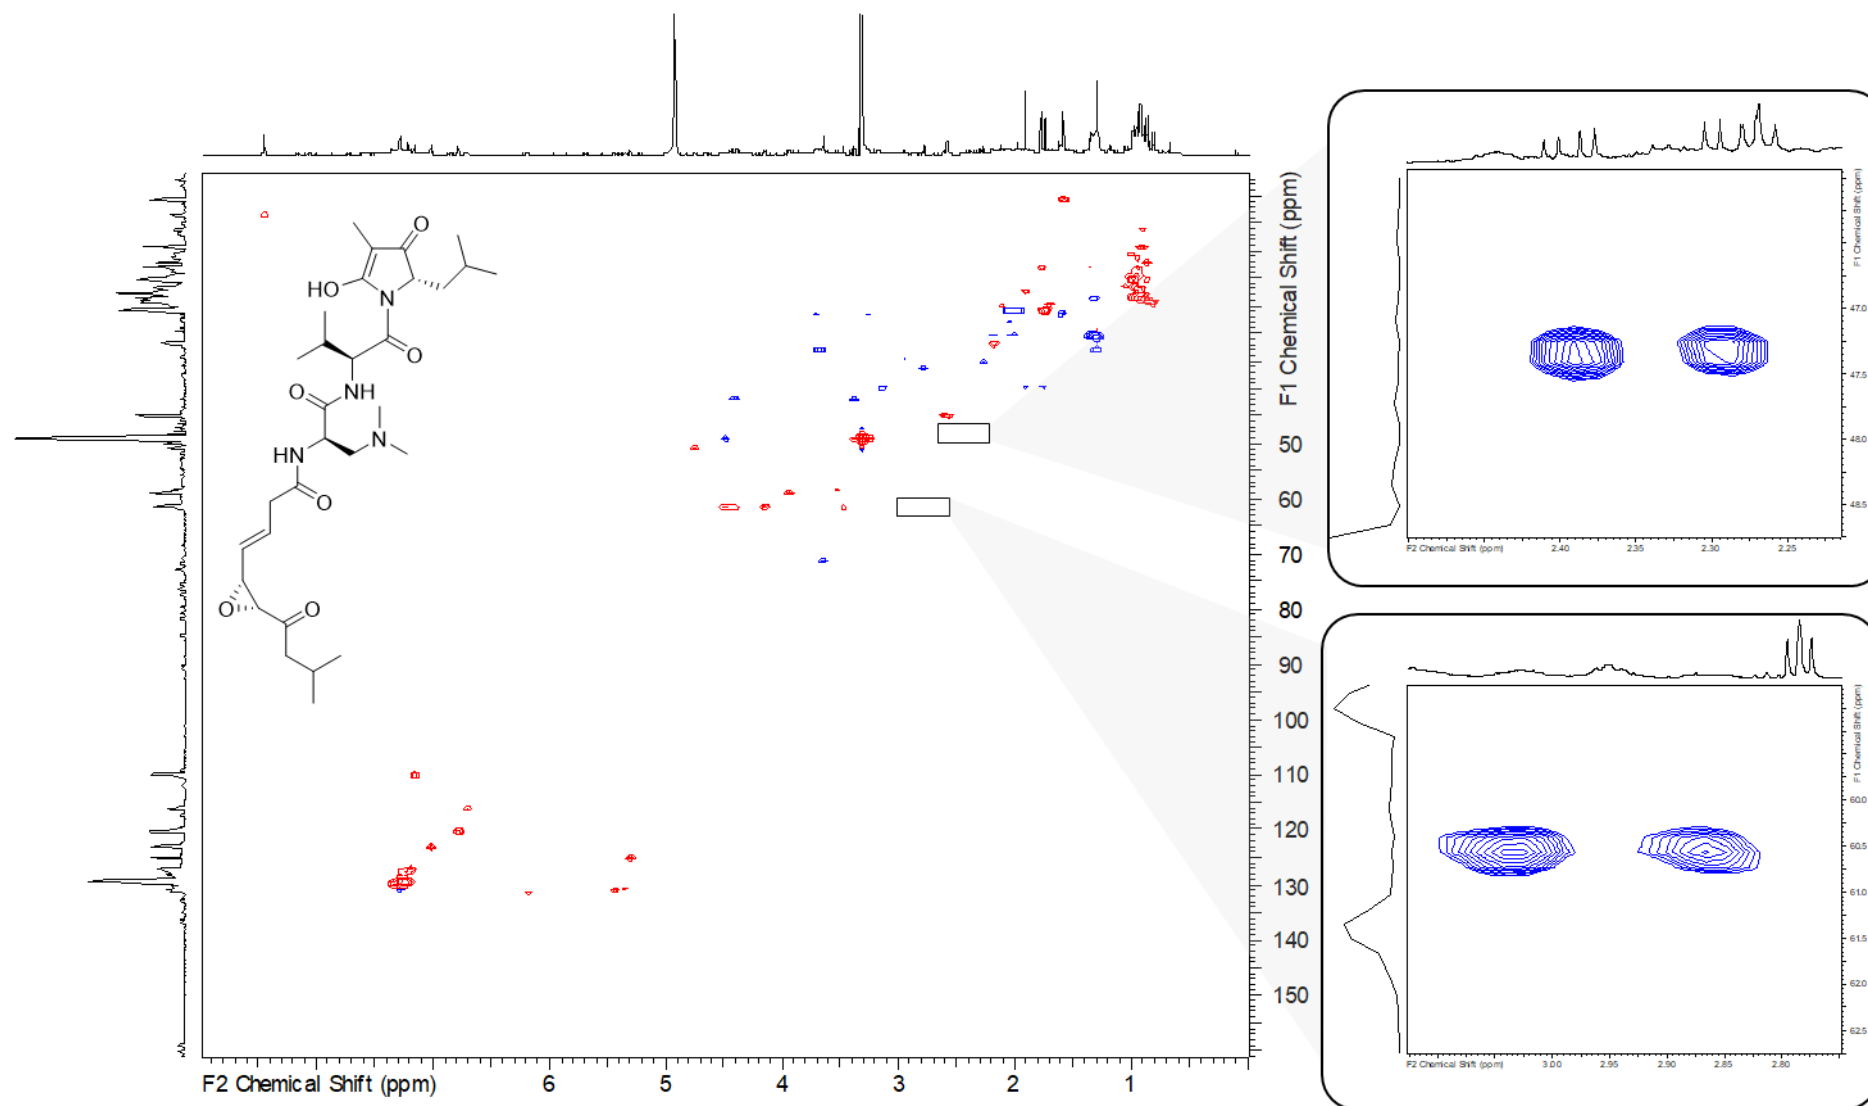 F1 Chemical Shift (ppm)
50
60
70
80
90
100
110
120
130
140
150
F2 Chemical Shift (ppm)
6
5
4
3
2
1
O
HO
N
O
O
NH
N
HN
O
O
O
F1 Chemical Shift (ppm)
47.0
47.5
48.0
48.5
F2 Chemical Shift (ppm)
2.40
2.35
2.30
2.25
F1 Chemical Shift (ppm)
60.0
60.5
61.0
61.5
62.0
62.5
F2 Chemical Shift (ppm)
3.00
2.95
2.90
2.85
2.80